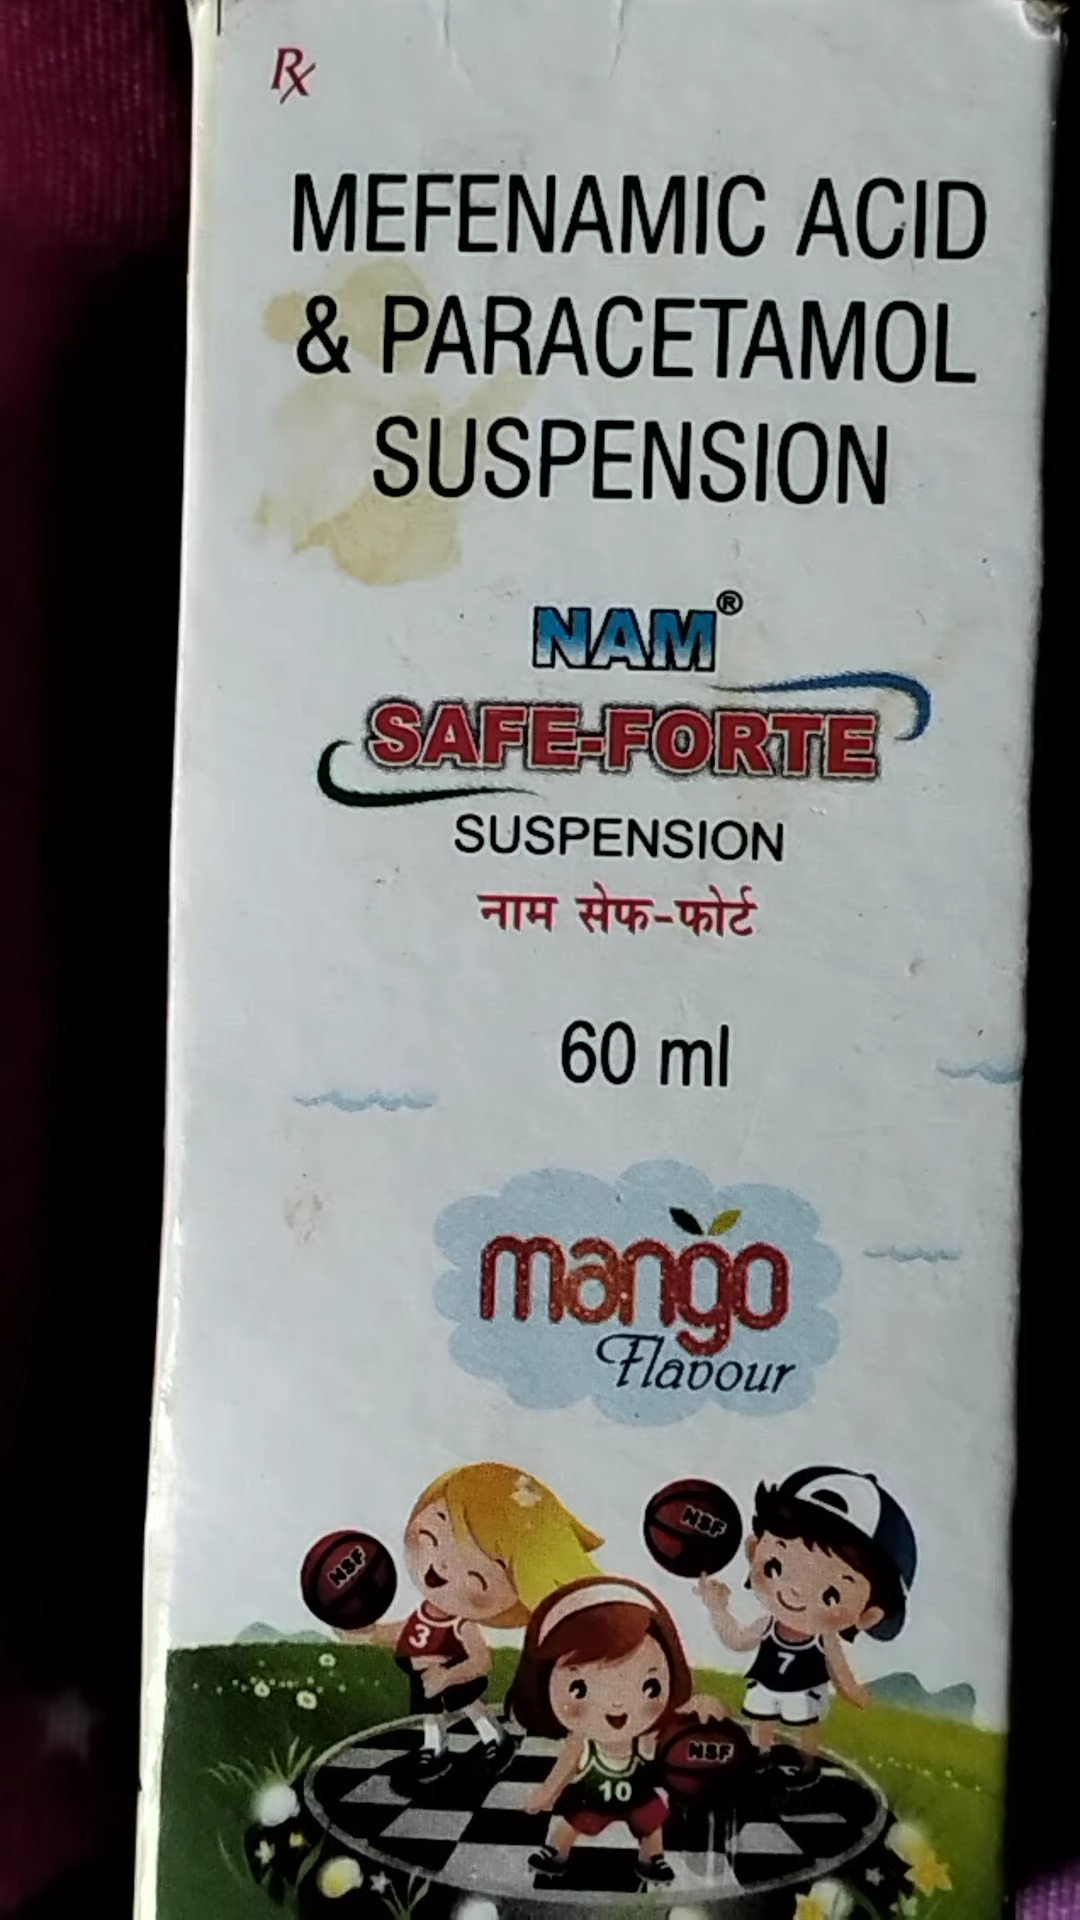 Rx
MEFENAMIC ACID
& PARACETAMOL
SUSPENSION
NAM®
SAFE-FORTE
SUSPENSION
नाम सेफ-फोर्ट
60 ml
mango
Flavour
NSF
NSF
3
7
NSF
10